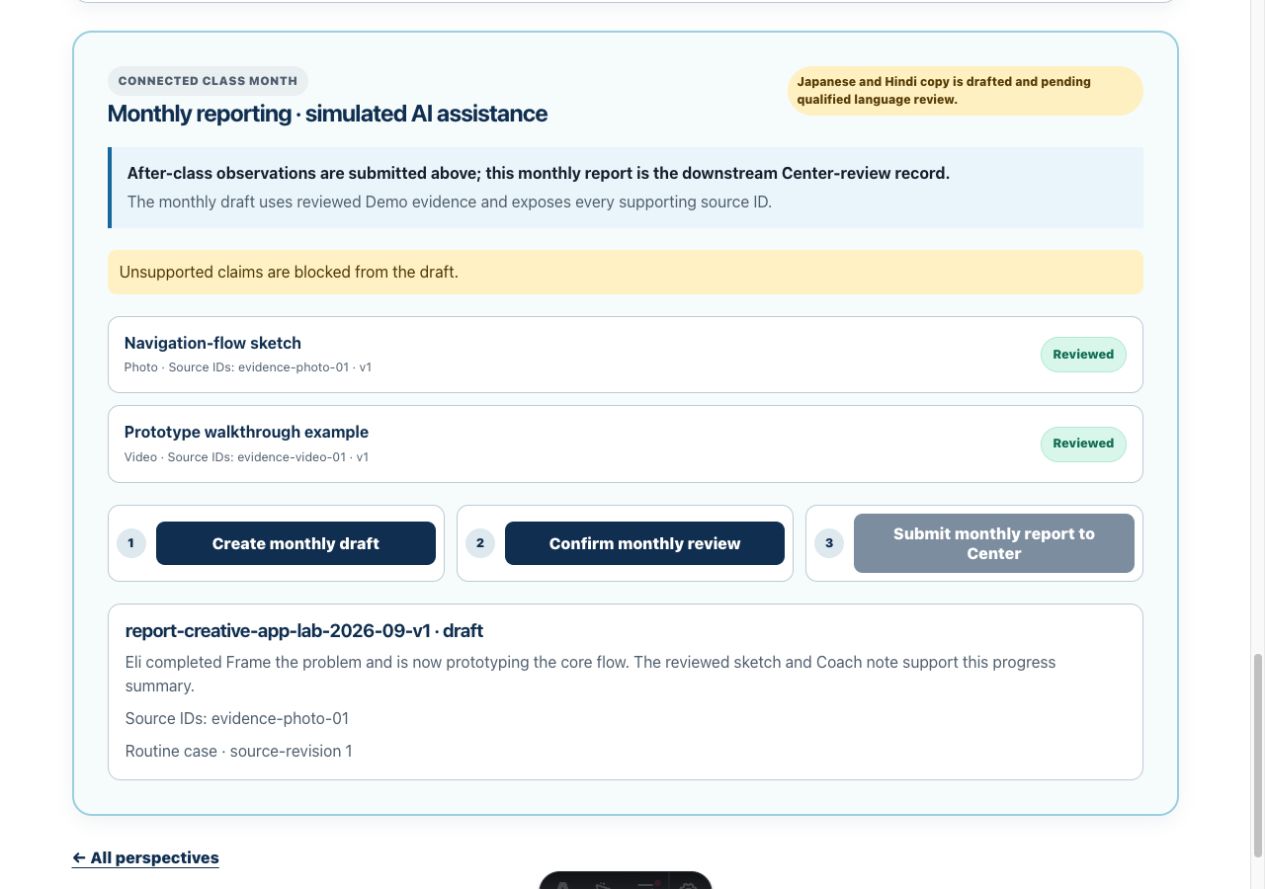 CONNECTED CLASS MONTH
Monthly reporting · simulated AI assistance
Japanese and Hindi copy is drafted and pending
qualified language review.
After-class observations are submitted above; this monthly report is the downstream Center-review record.
The monthly draft uses reviewed Demo evidence and exposes every supporting source ID.
Unsupported claims are blocked from the draft.
Navigation-flow sketch
Photo · Source IDs: evidence-photo-01 · v1
Reviewed
Prototype walkthrough example
Video · Source IDs: evidence-video-01 · v1
Reviewed
1
Create monthly draft
2
Confirm monthly review
3
Submit monthly report to
Center
report-creative-app-lab-2026-09-v1 · draft
Eli completed Frame the problem and is now prototyping the core flow. The reviewed sketch and Coach note support this progress
summary.
Source IDs: evidence-photo-01
Routine case · source-revision 1
← All perspectives